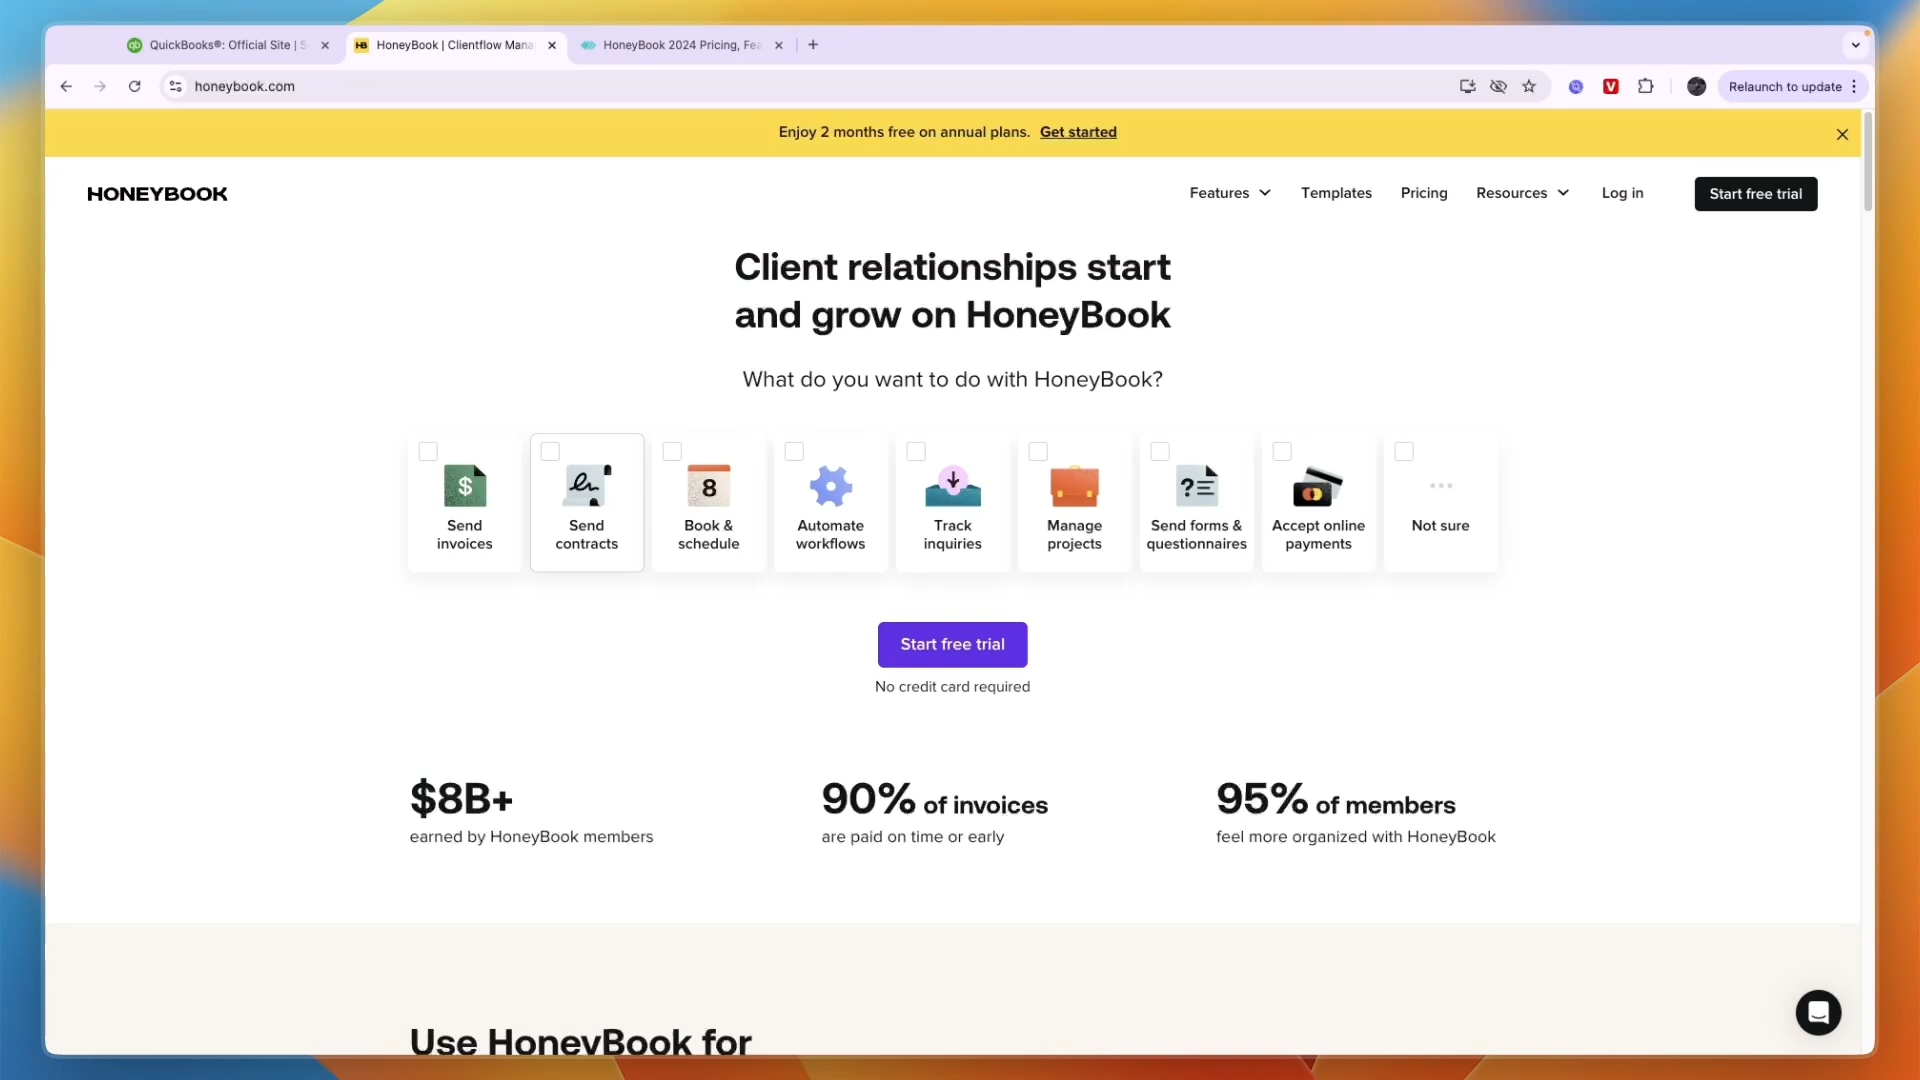 QuickBooks®: Official Site | S
HoneyBook | Clientflow Mana
HoneyBook 2024 Pricing, Fea
honeybook.com
Relaunch to update
Enjoy 2 months free on annual plans. Get started
HONEYBOOK
Features
Templates
Pricing
Resources
Log in
Start free trial
Client relationships start
and grow on HoneyBook
What do you want to do with HoneyBook?
$
Send
invoices
Send
contracts
8
Book &
schedule
Automate
workflows
Track
inquiries
Manage
projects
?
Send forms &
questionnaires
Accept online
payments
Not sure
Start free trial
No credit card required
$8B+
earned by HoneyBook members
90% of invoices
are paid on time or early
95% of members
feel more organized with HoneyBook
Use HoneyBook for